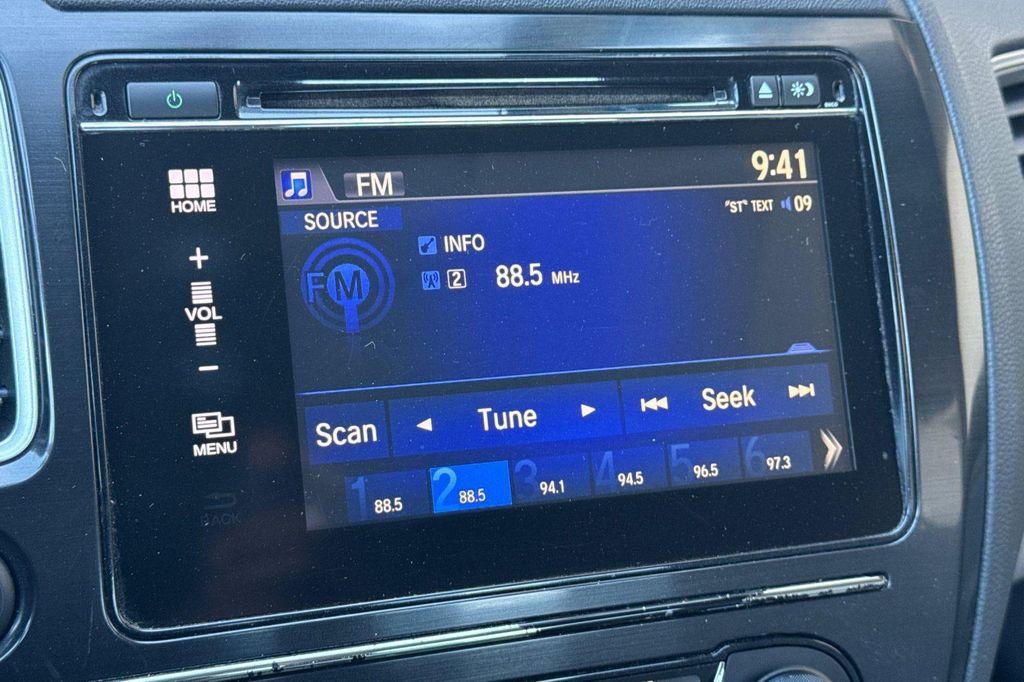 HOME
+
VOL
−
MENU
BACK
FM
9:41
SOURCE
"ST" TEXT 09
FM
INFO
2 88.5 MHz
Scan Tune Seek
1 88.5 2 88.5 3 94.1 4 94.5 5 96.5 6 97.3